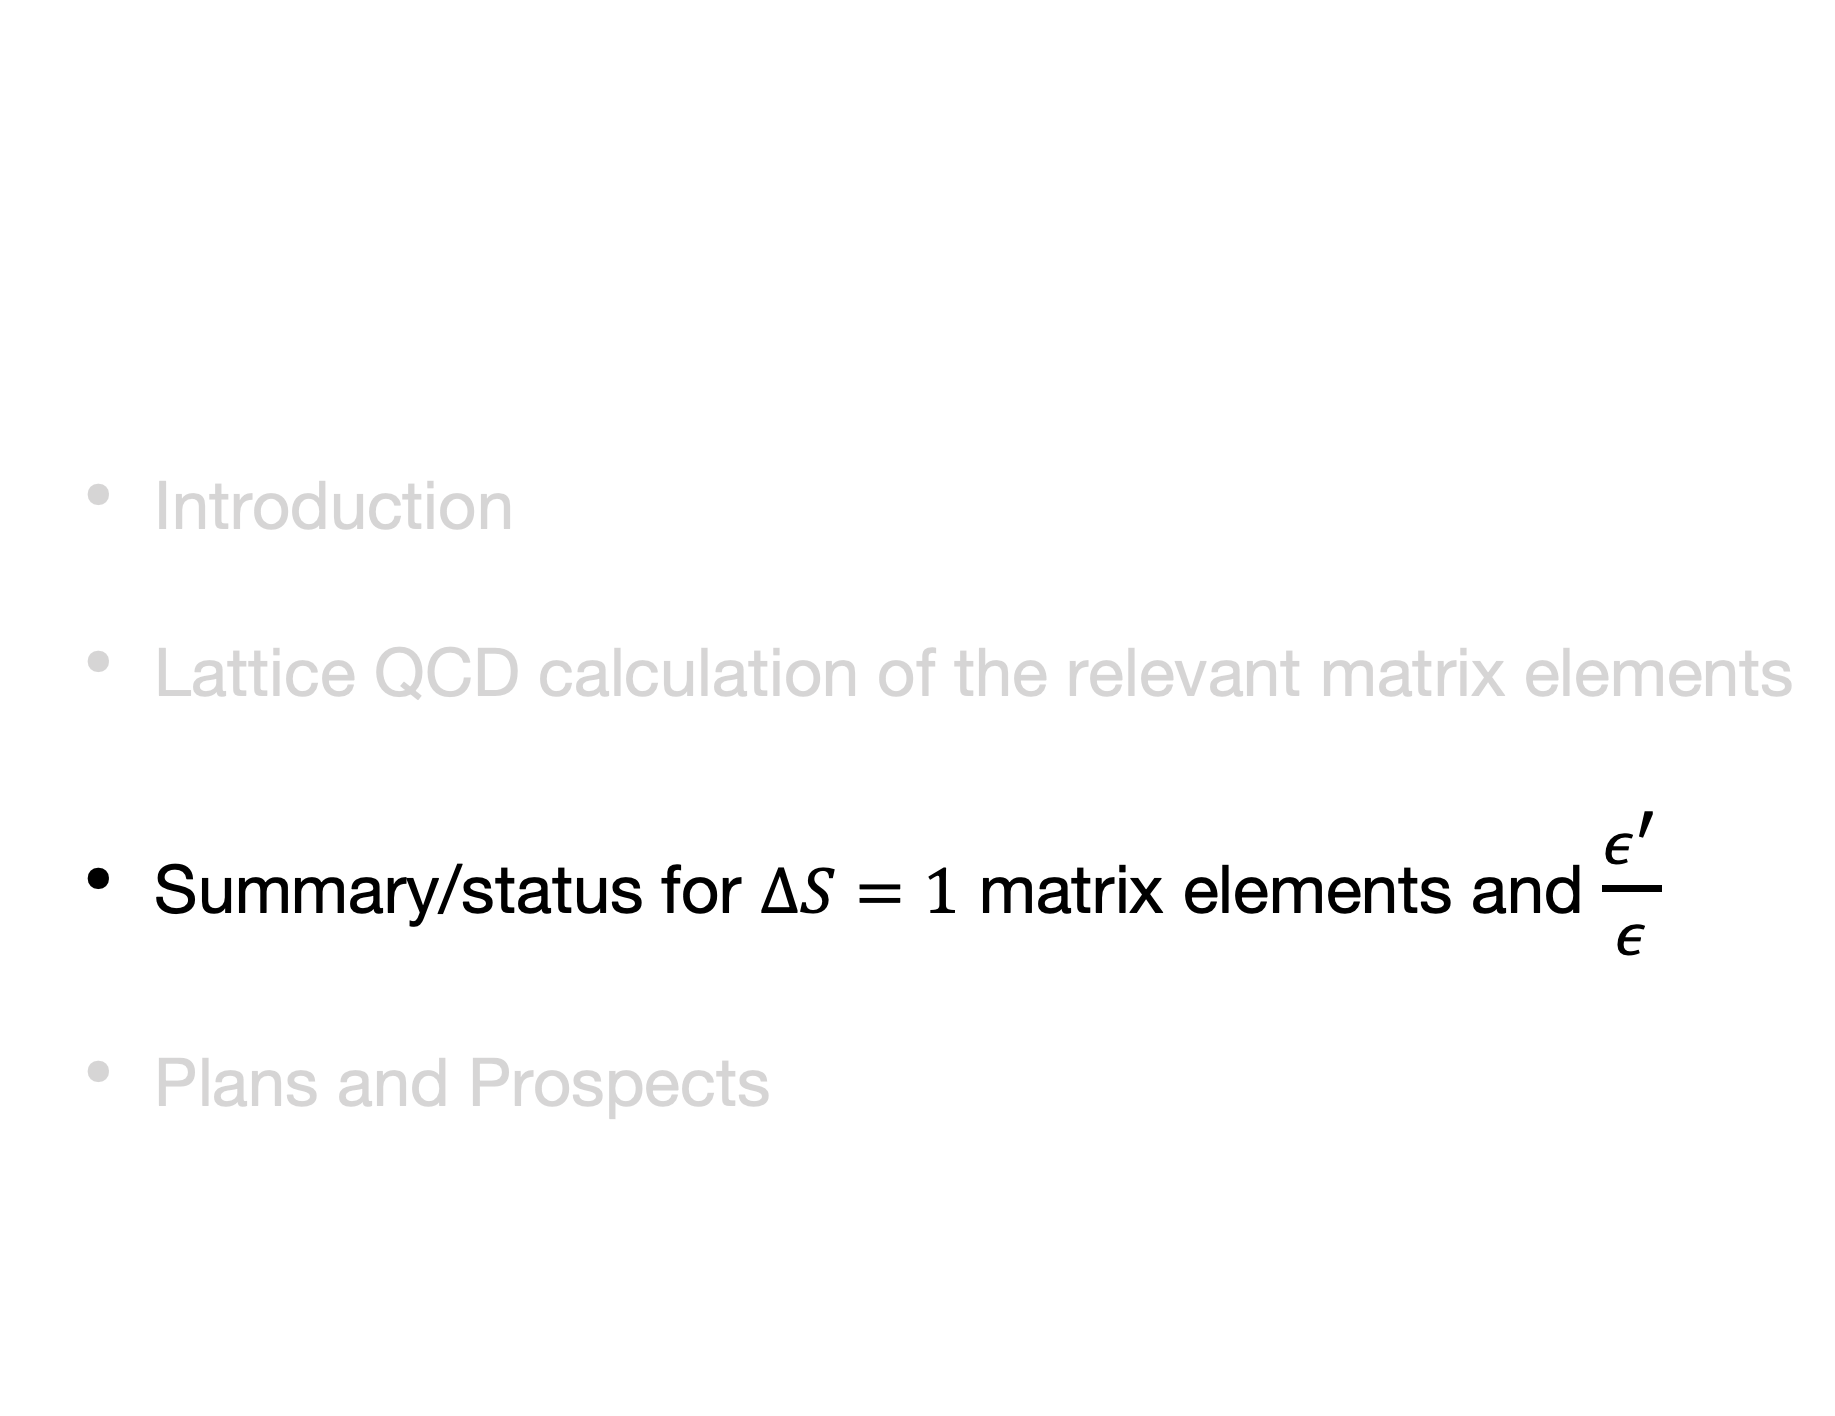 • Introduction
• Lattice QCD calculation of the relevant matrix elements
• Summary/status for Δ𝑆 = 1 matrix elements and ϵ′/ϵ
• Plans and Prospects